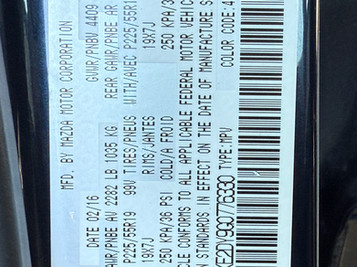 MFD. BY MAZDA MOTOR CORPORATION
DATE: 02/16 GVWR/PNBV 4409
GAWR/PNBE AV 2282 LB 1035 KG REAR GAWR/PNBE AR
P225/55R19 99V TIRES/PNEUS WITH/AVEC P225/55R1
19X7J RIMS/JANTES 19X7J
250 KPA/36 PSI COLD/A FROID 250 KPA/3
VEHICLE CONFORMS TO ALL APPLICABLE FEDERAL MOTOR VEHIC
STANDARDS IN EFFECT ON THE DATE OF MANUFACTURE S
TYPE: MPV COLOR CODE: 4